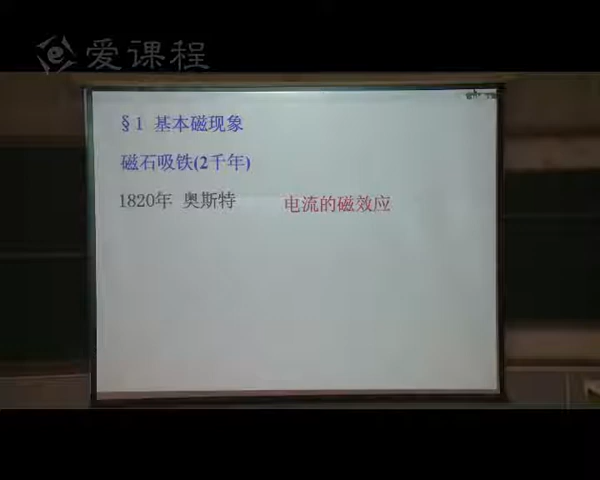 爱课程
§1 基本磁现象
磁石吸铁(2千年)
1820年 奥斯特 电流的磁效应